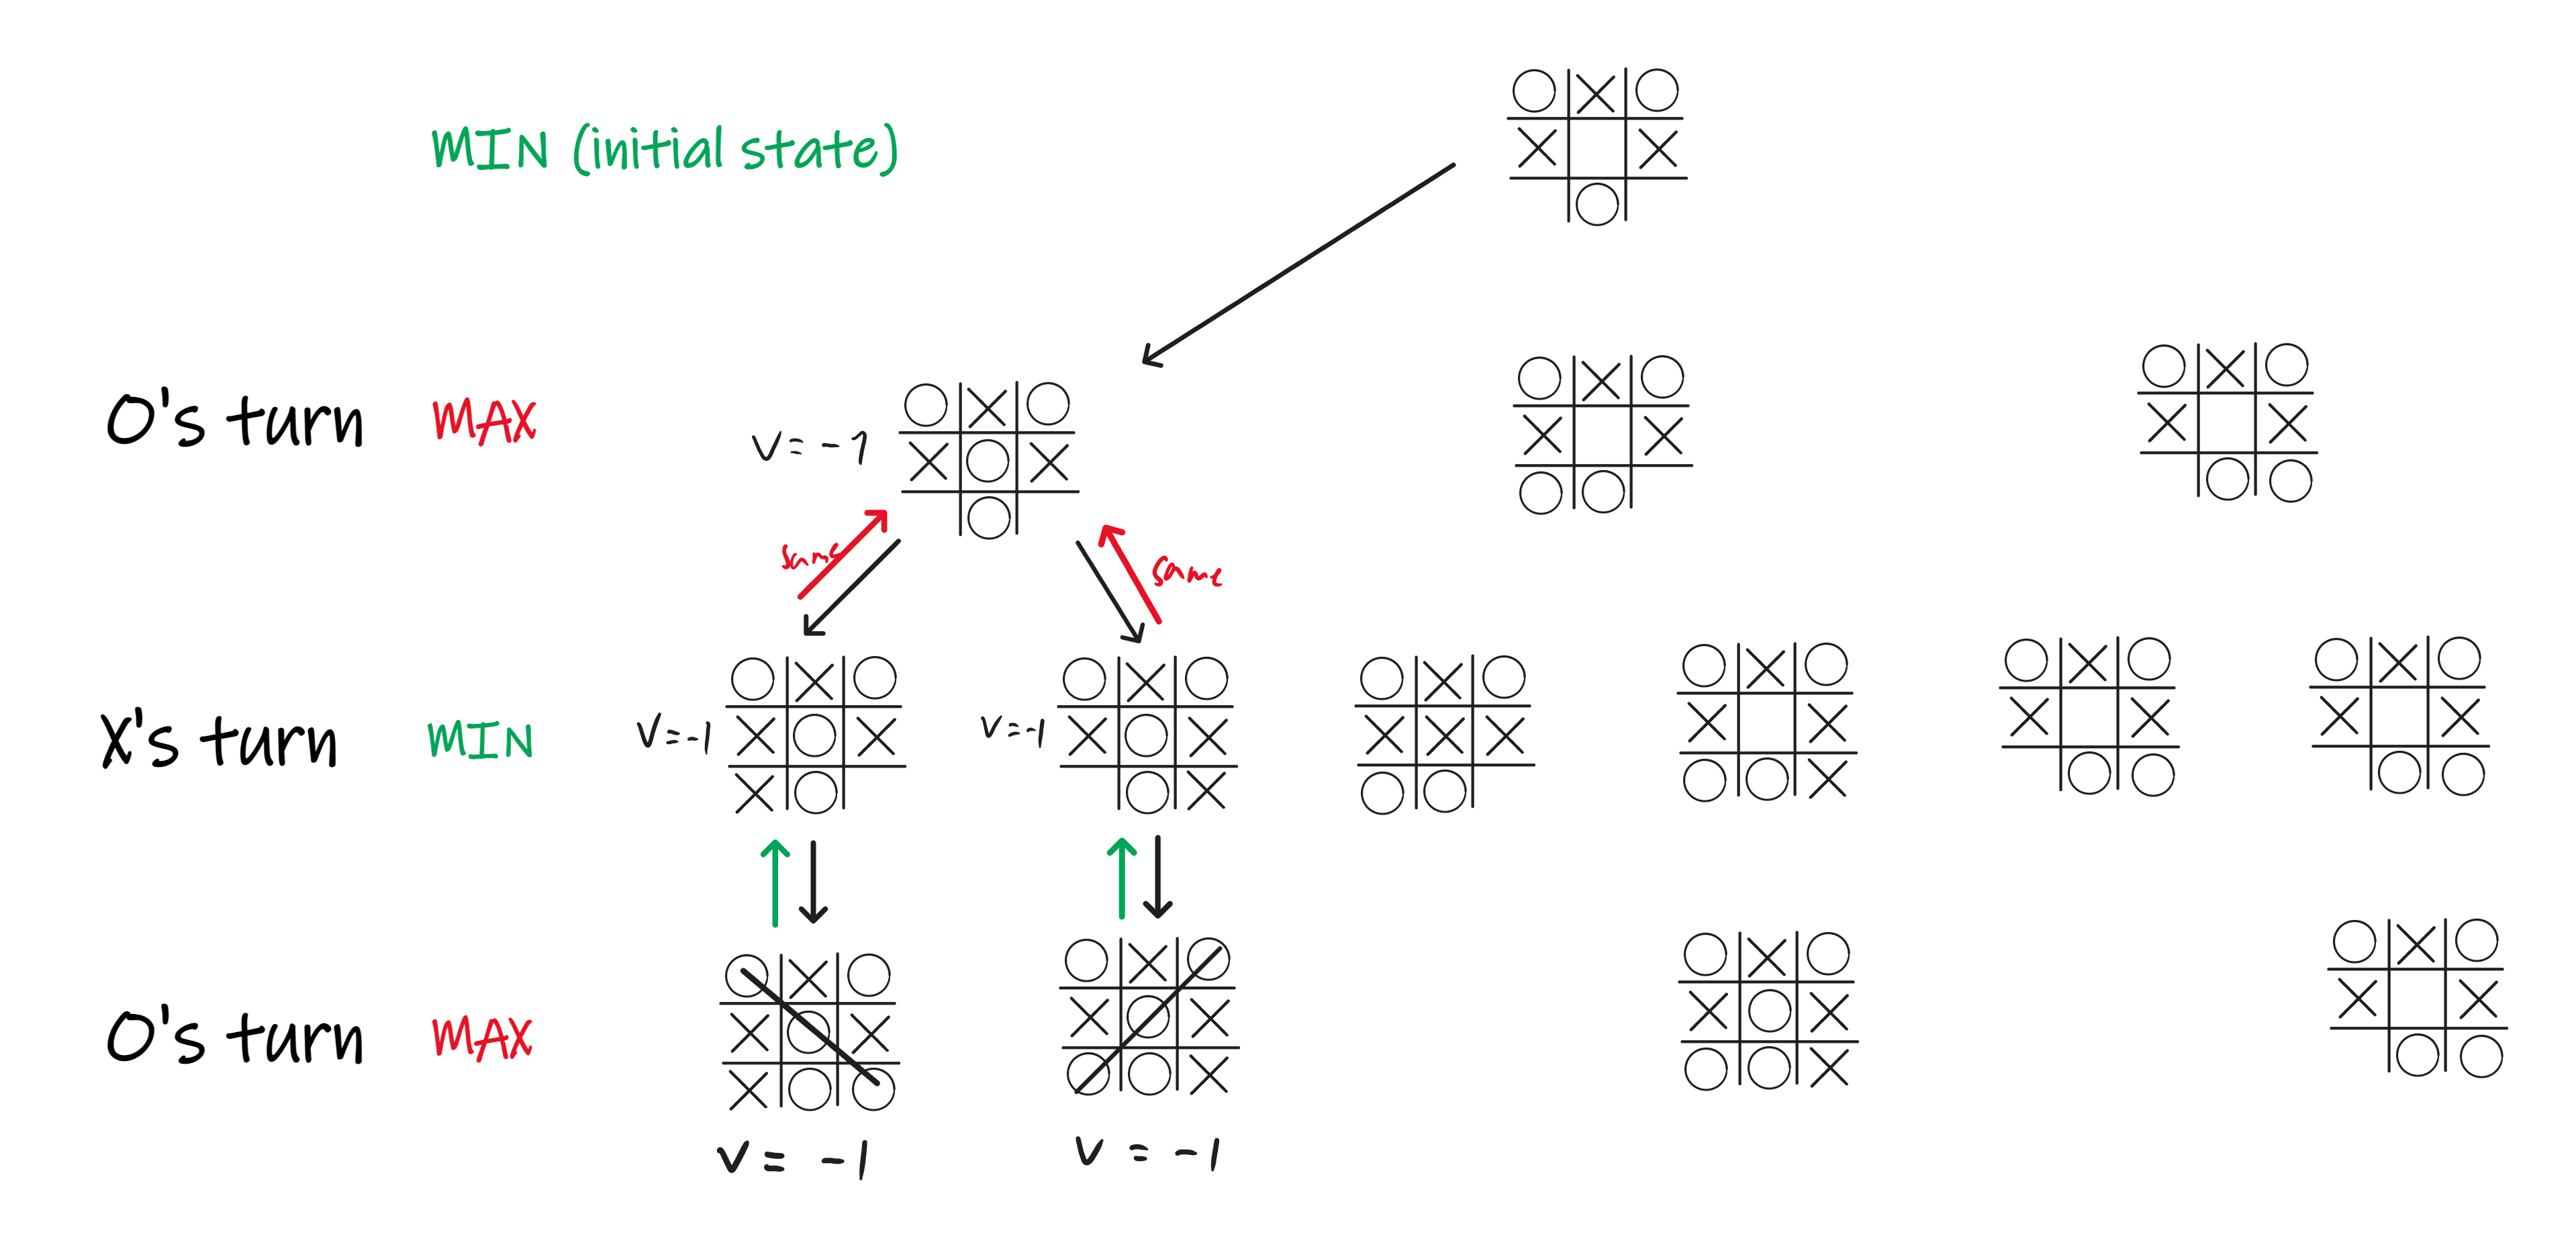 MIN (initial state)
O's turn MAX
V= -1
same
same
X's turn MIN
V=-1
V=-1
O's turn MAX
V= -1
V = -1